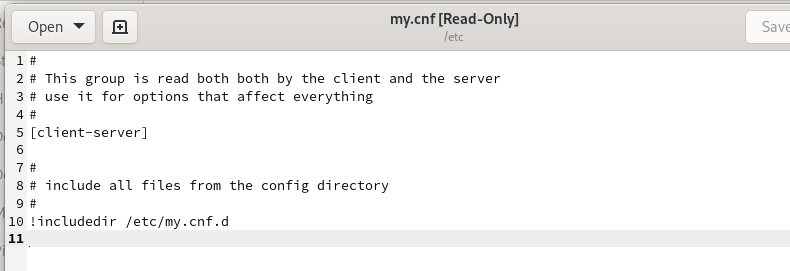 Open
my.cnf [Read-Only]
/etc
Save
1 #
2 # This group is read both both by the client and the server
3 # use it for options that affect everything
4 #
5 [client-server]
6
7 #
8 # include all files from the config directory
9 #
10 !includedir /etc/my.cnf.d
11